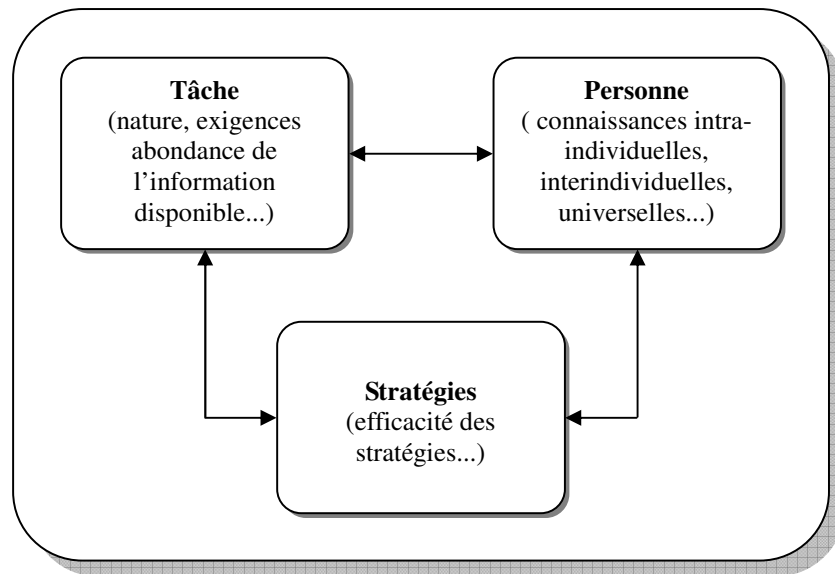 Tâche
(nature, exigences
abondance de
l’information
disponible...)
Personne
( connaissances intra-
individuelles,
interindividuelles,
universelles...)
Stratégies
(efficacité des
stratégies...)